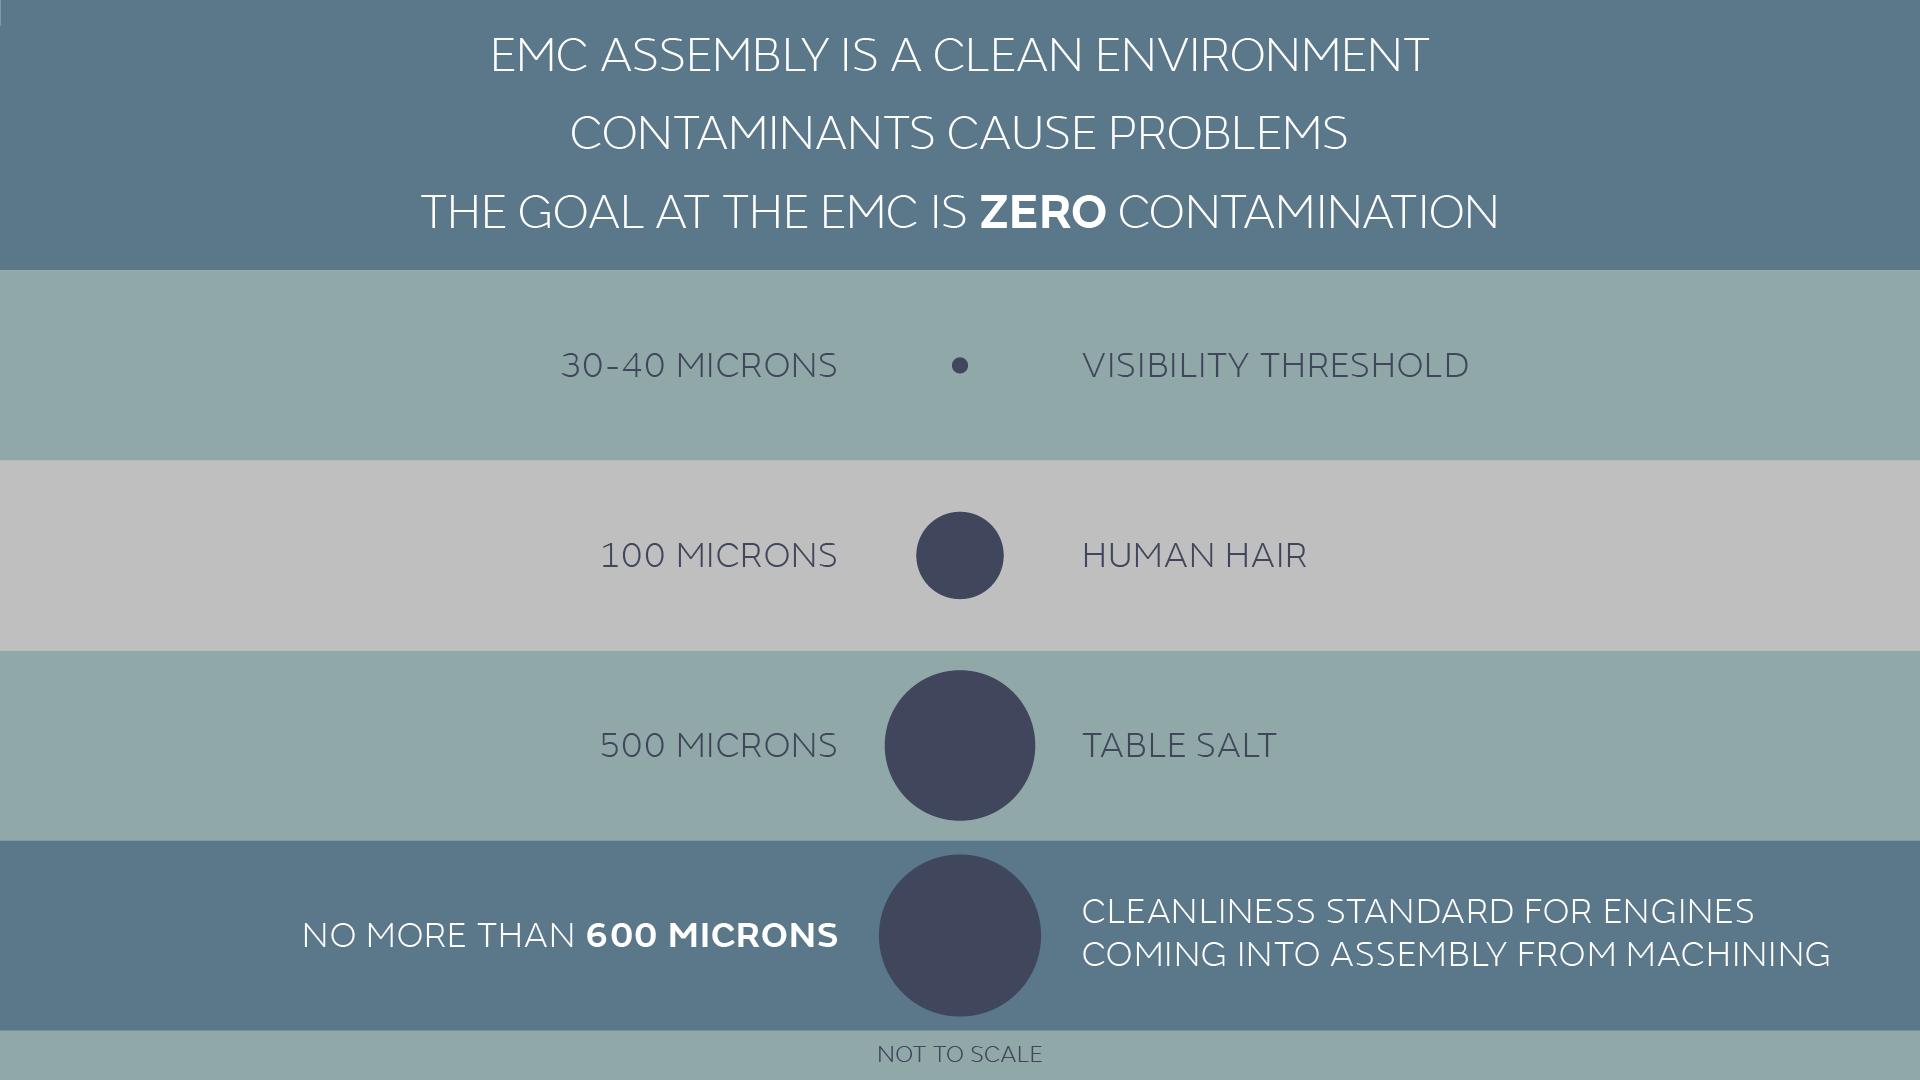 EMC ASSEMBLY IS A CLEAN ENVIRONMENT
CONTAMINANTS CAUSE PROBLEMS
THE GOAL AT THE EMC IS ZERO CONTAMINATION
30-40 MICRONS
VISIBILITY THRESHOLD
100 MICRONS
HUMAN HAIR
500 MICRONS
TABLE SALT
NO MORE THAN 600 MICRONS
CLEANLINESS STANDARD FOR ENGINES
COMING INTO ASSEMBLY FROM MACHINING
NOT TO SCALE